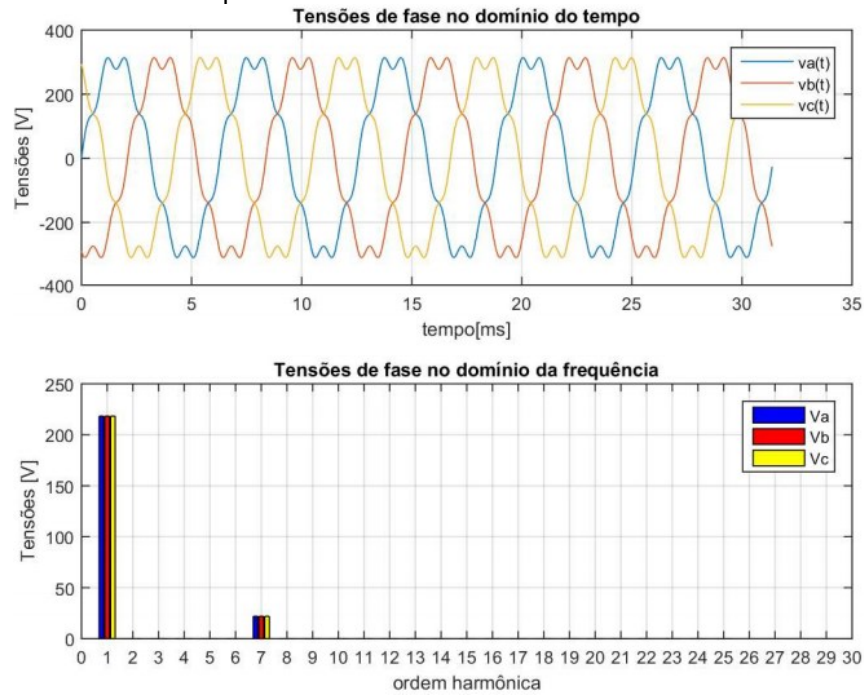 Tensões de fase no domínio do tempo
400
200
0
-200
-400
Tensões [V]
va(t)
vb(t)
vc(t)
0 5 10 15 20 25 30 35
tempo[ms]
Tensões de fase no domínio da frequência
250
200
150
100
50
0
Tensões [V]
Va
Vb
Vc
0 1 2 3 4 5 6 7 8 9 10 11 12 13 14 15 16 17 18 19 20 21 22 23 24 25 26 27 28 29 30
ordem harmônica